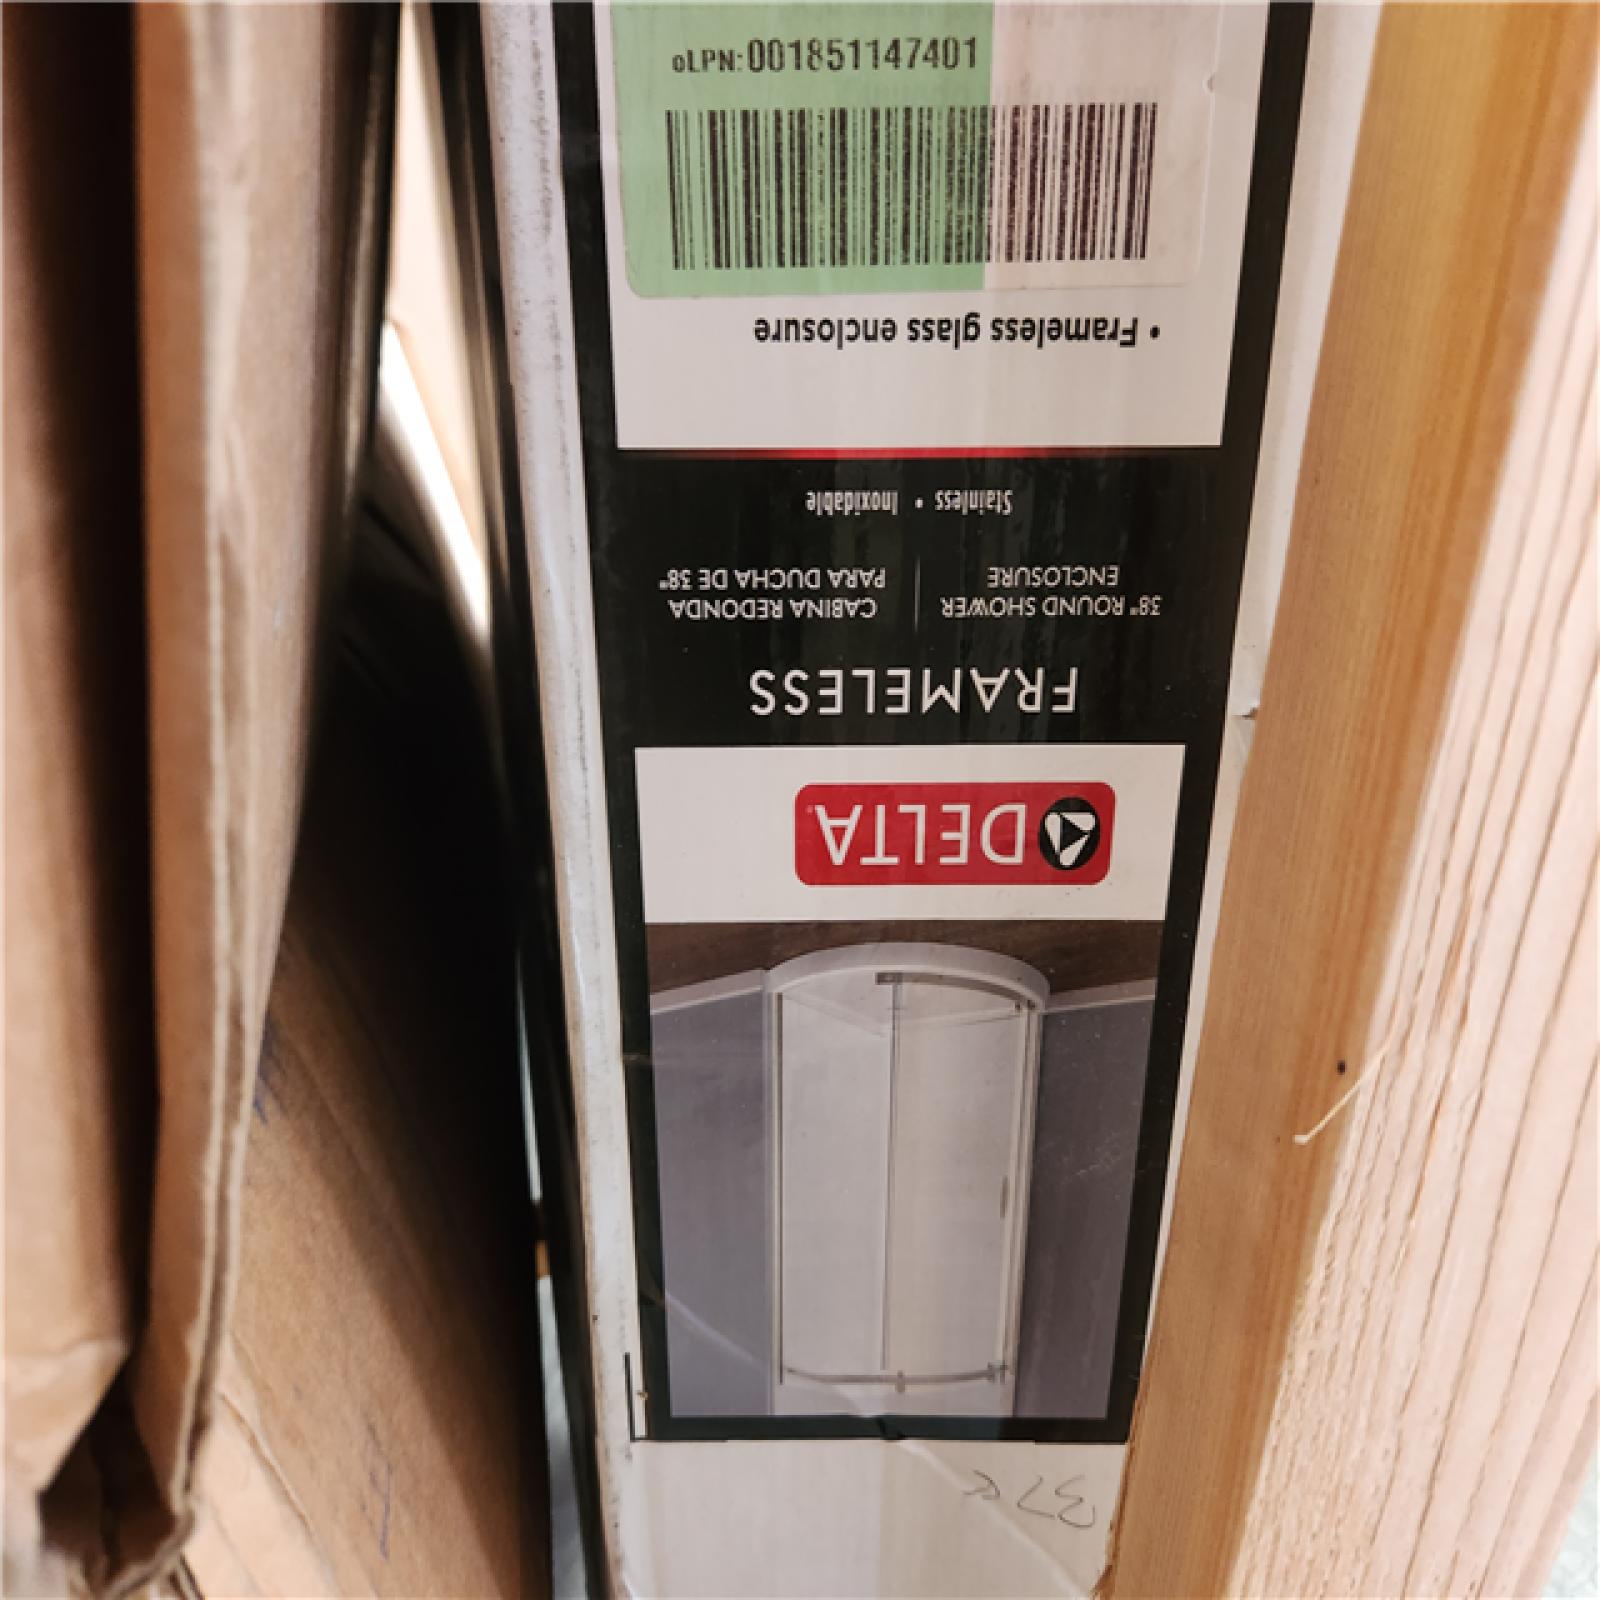 oLPN: 001851147401
• Frameless glass enclosure
Stainless • Inoxidable
38" ROUND SHOWER
ENCLOSURE
CABINA REDONDA
PARA DUCHA DE 38"
FRAMELESS
DELTA